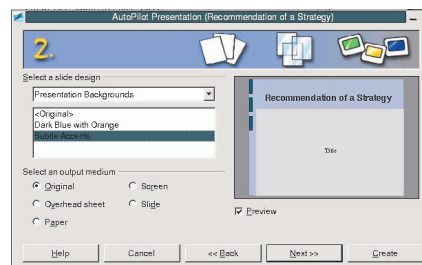 AutoPilot Presentation (Recommendation of a Strategy)
2.
Select a slide design
Presentation Backgrounds
<Original>
Dark Blue with Orange
Subtle Accents
Recommendation of a Strategy
Title
Select an output medium
Original
Screen
Overhead sheet
Slide
Paper
Preview
Help
Cancel
<< Back
Next >>
Create